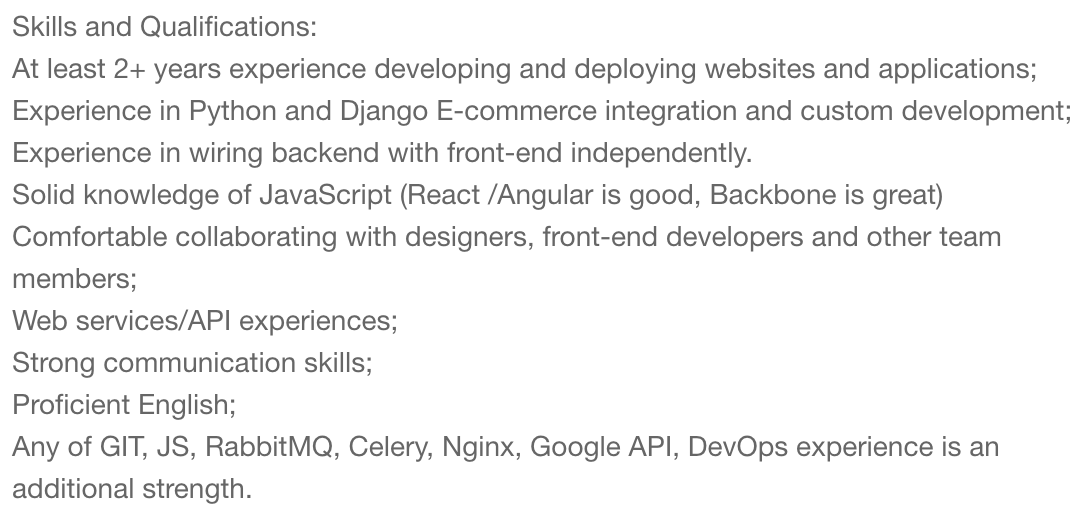 Skills and Qualifications:
At least 2+ years experience developing and deploying websites and applications;
Experience in Python and Django E-commerce integration and custom development;
Experience in wiring backend with front-end independently.
Solid knowledge of JavaScript (React /Angular is good, Backbone is great)
Comfortable collaborating with designers, front-end developers and other team
members;
Web services/API experiences;
Strong communication skills;
Proficient English;
Any of GIT, JS, RabbitMQ, Celery, Nginx, Google API, DevOps experience is an
additional strength.